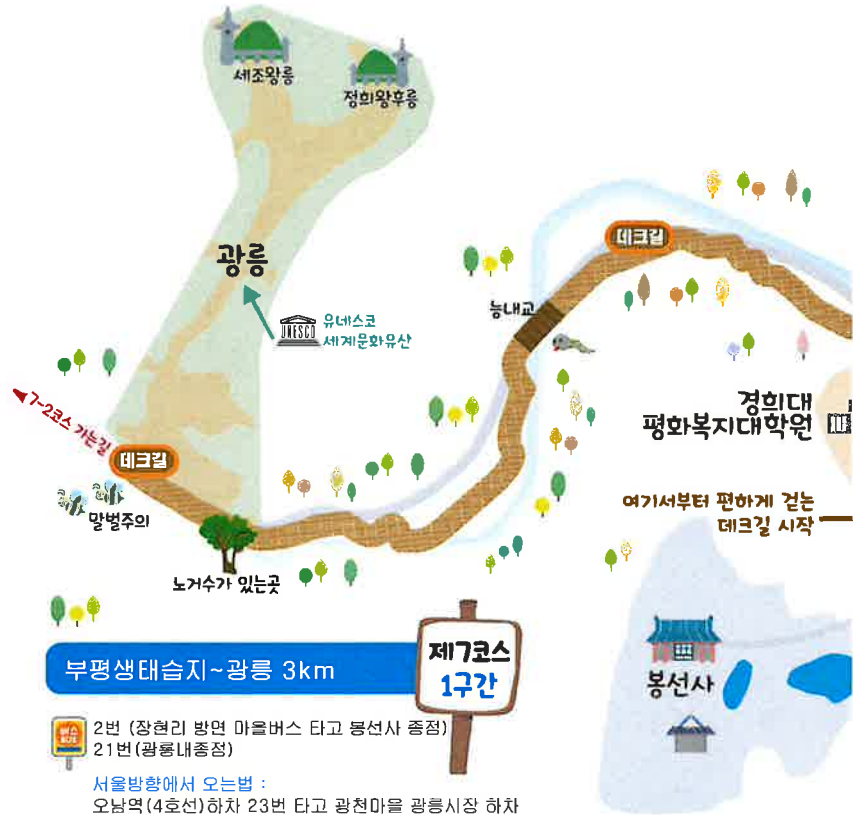 세조왕릉
정희왕후릉
데크길
광릉
능내교
UNESCO
유네스코
세계문화유산
7-2코스 가는길
경희대
평화복지대학원
데크길
말벌주의
여기서부터 편하게 걷는
데크길 시작
노거수가 있는곳
부평생태습지~광릉 3km
제7코스
1구간
봉선사
버스
BUS
2번 (장현리 방면 마을버스 타고 봉선사 종점)
21번(광릉내종점)
서울방향에서 오는법 :
오남역(4호선)하차 23번 타고 광천마을 광릉시장 하차